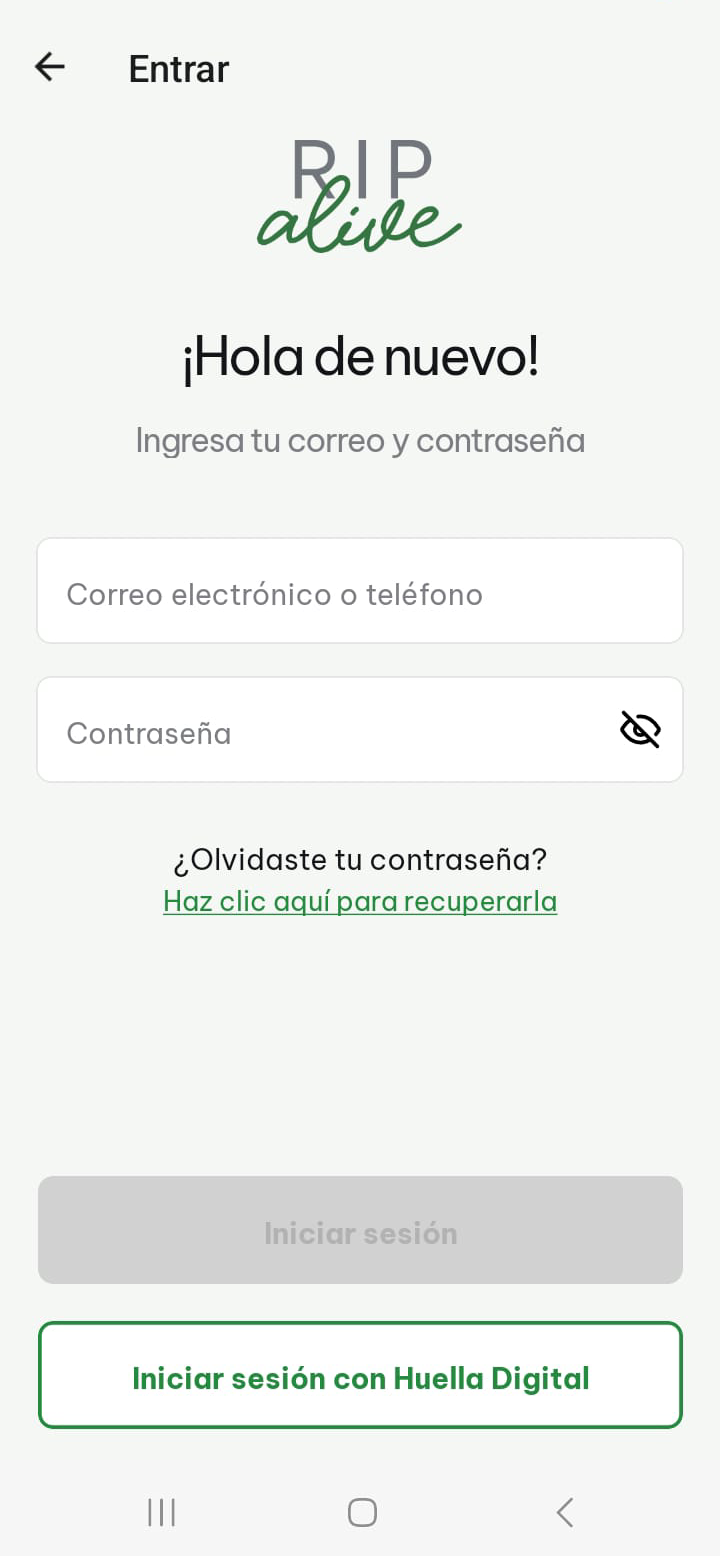 Entrar
RIP
alive
¡Hola de nuevo!
Ingresa tu correo y contraseña
Correo electrónico o teléfono
Contraseña
¿Olvidaste tu contraseña?
Haz clic aquí para recuperarla
Iniciar sesión
Iniciar sesión con Huella Digital